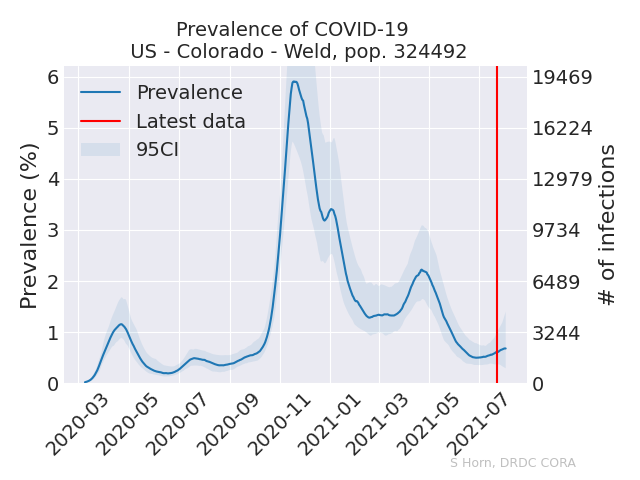 Prevalence of COVID-19
US - Colorado - Weld, pop. 324492
Prevalence (%)
6
5
4
3
2
1
0
Prevalence
Latest data
95CI
19469
16224
12979
9734
6489
3244
0
# of infections
2020-03
2020-05
2020-07
2020-09
2020-11
2021-01
2021-03
2021-05
2021-07
S Horn, DRDC CORA